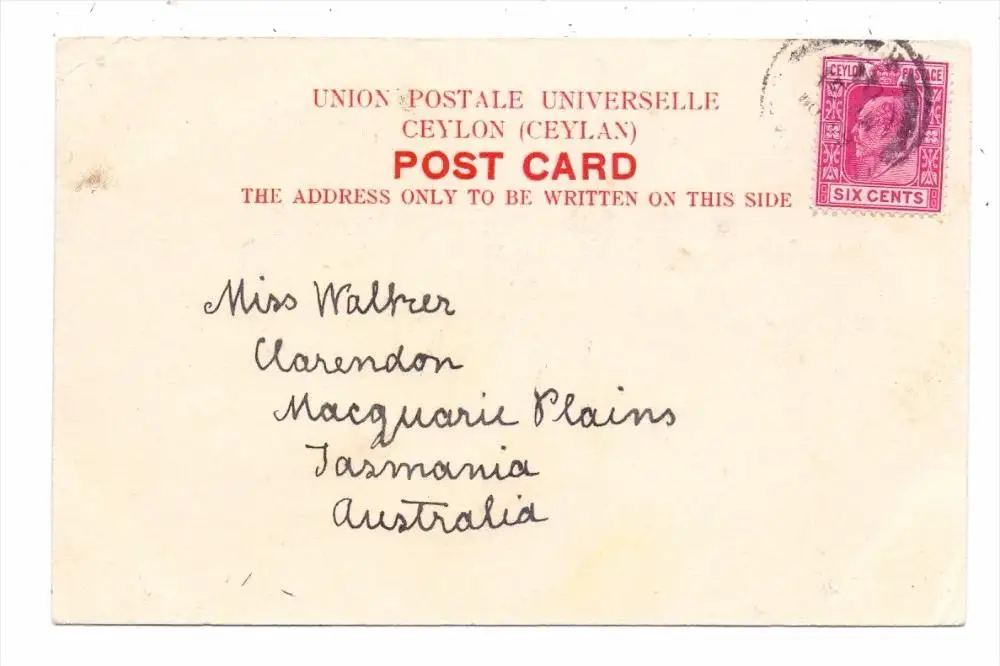 UNION POSTALE UNIVERSELLE
CEYLON (CEYLAN)
POST CARD
THE ADDRESS ONLY TO BE WRITTEN ON THIS SIDE
CEYLON POSTAGE
SIX CENTS
Miss Walker
Clarendon
Macquarie Plains
Tasmania
Australia